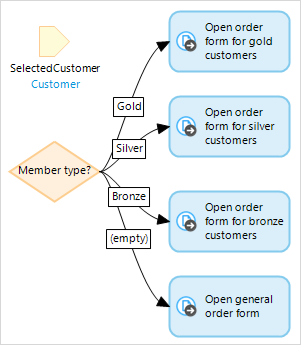 SelectedCustomer
Customer
Member type?
Gold
Silver
Bronze
(empty)
Open order
form for gold
customers
Open order
form for silver
customers
Open order
form for bronze
customers
Open general
order form